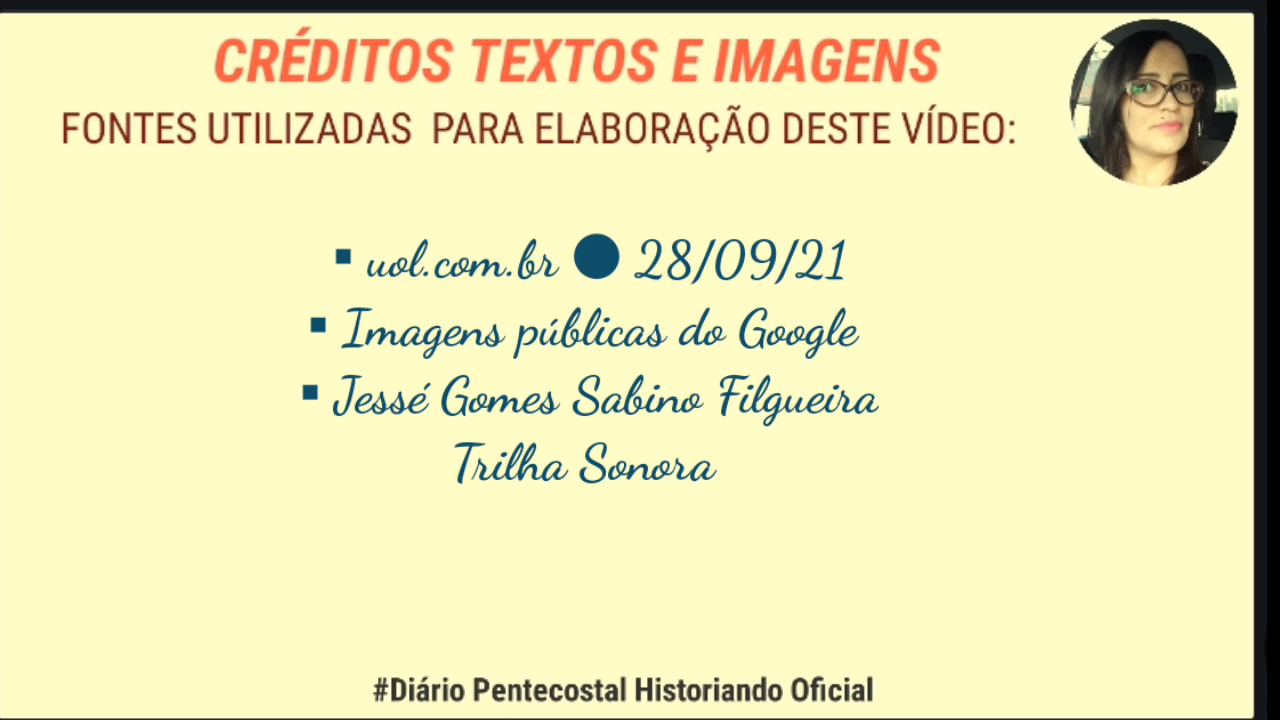 CRÉDITOS TEXTOS E IMAGENS
FONTES UTILIZADAS PARA ELABORAÇÃO DESTE VÍDEO:
▪ uol.com.br ● 28/09/21
▪ Imagens públicas do Google
▪ Jessé Gomes Sabino Filgueira
Trilha Sonora
#Diário Pentecostal Historiando Oficial